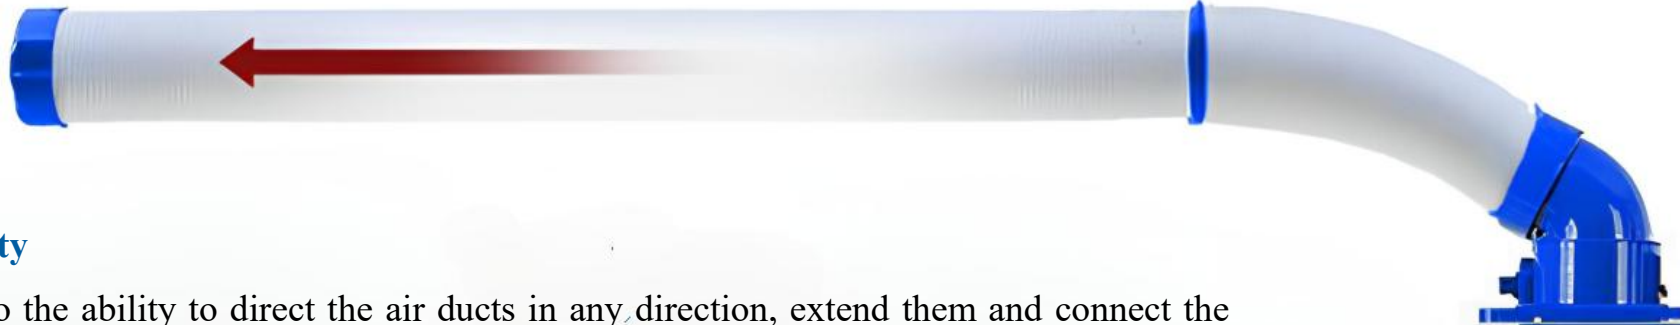 ty
o the ability to direct the air ducts in any direction, extend them and connect the